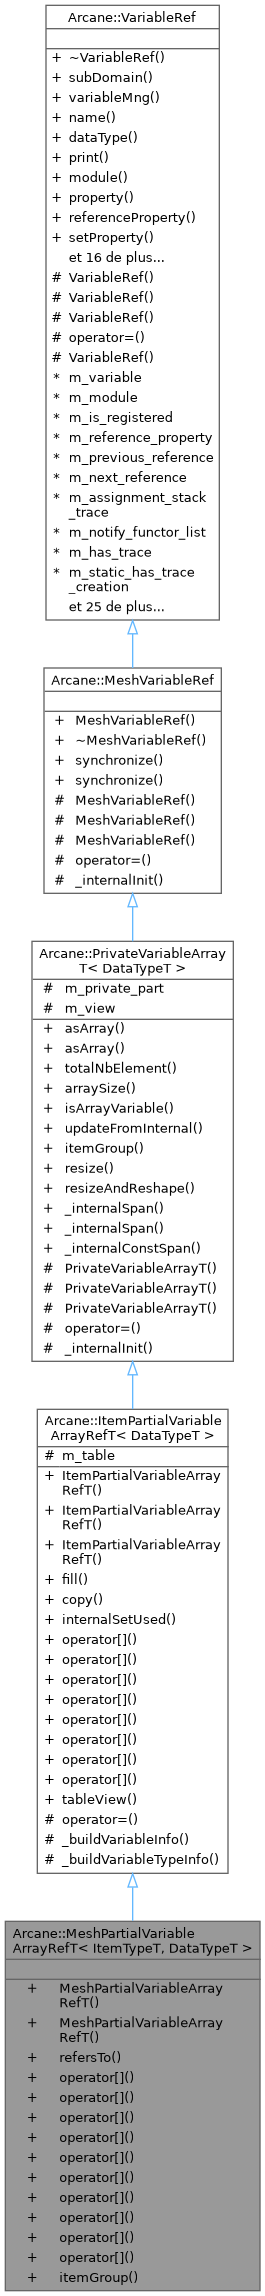 Arcane::VariableRef
+ ~VariableRef()
+ subDomain()
+ variableMng()
+ name()
+ dataType()
+ print()
+ module()
+ property()
+ referenceProperty()
+ setProperty()
et 16 de plus...
# VariableRef()
# VariableRef()
# VariableRef()
# operator=()
# VariableRef()
* m_variable
* m_module
* m_is_registered
* m_reference_property
* m_previous_reference
* m_next_reference
* m_assignment_stack
_trace
* m_notify_functor_list
* m_has_trace
* m_static_has_trace
_creation
et 25 de plus...
Arcane::MeshVariableRef
+ MeshVariableRef()
+ ~MeshVariableRef()
+ synchronize()
+ synchronize()
# MeshVariableRef()
# MeshVariableRef()
# MeshVariableRef()
# operator=()
# _internalInit()
Arcane::PrivateVariableArray
T< DataTypeT >
# m_private_part
# m_view
+ asArray()
+ asArray()
+ totalNbElement()
+ arraySize()
+ isArrayVariable()
+ updateFromInternal()
+ itemGroup()
+ resize()
+ resizeAndReshape()
+ _internalSpan()
+ _internalSpan()
+ _internalConstSpan()
# PrivateVariableArrayT()
# PrivateVariableArrayT()
# PrivateVariableArrayT()
# operator=()
# _internalInit()
Arcane::ItemPartialVariable
ArrayRefT< DataTypeT >
# m_table
+ ItemPartialVariableArray
RefT()
+ ItemPartialVariableArray
RefT()
+ ItemPartialVariableArray
RefT()
+ fill()
+ copy()
+ internalSetUsed()
+ operator[]()
+ operator[]()
+ operator[]()
+ operator[]()
+ operator[]()
+ operator[]()
+ operator[]()
+ operator[]()
+ tableView()
# operator=()
# _buildVariableInfo()
# _buildVariableTypeInfo()
Arcane::MeshPartialVariable
ArrayRefT< ItemTypeT, DataTypeT >
+ MeshPartialVariableArray
RefT()
+ MeshPartialVariableArray
RefT()
+ refersTo()
+ operator[]()
+ operator[]()
+ operator[]()
+ operator[]()
+ operator[]()
+ operator[]()
+ operator[]()
+ operator[]()
+ operator[]()
+ operator[]()
+ itemGroup()